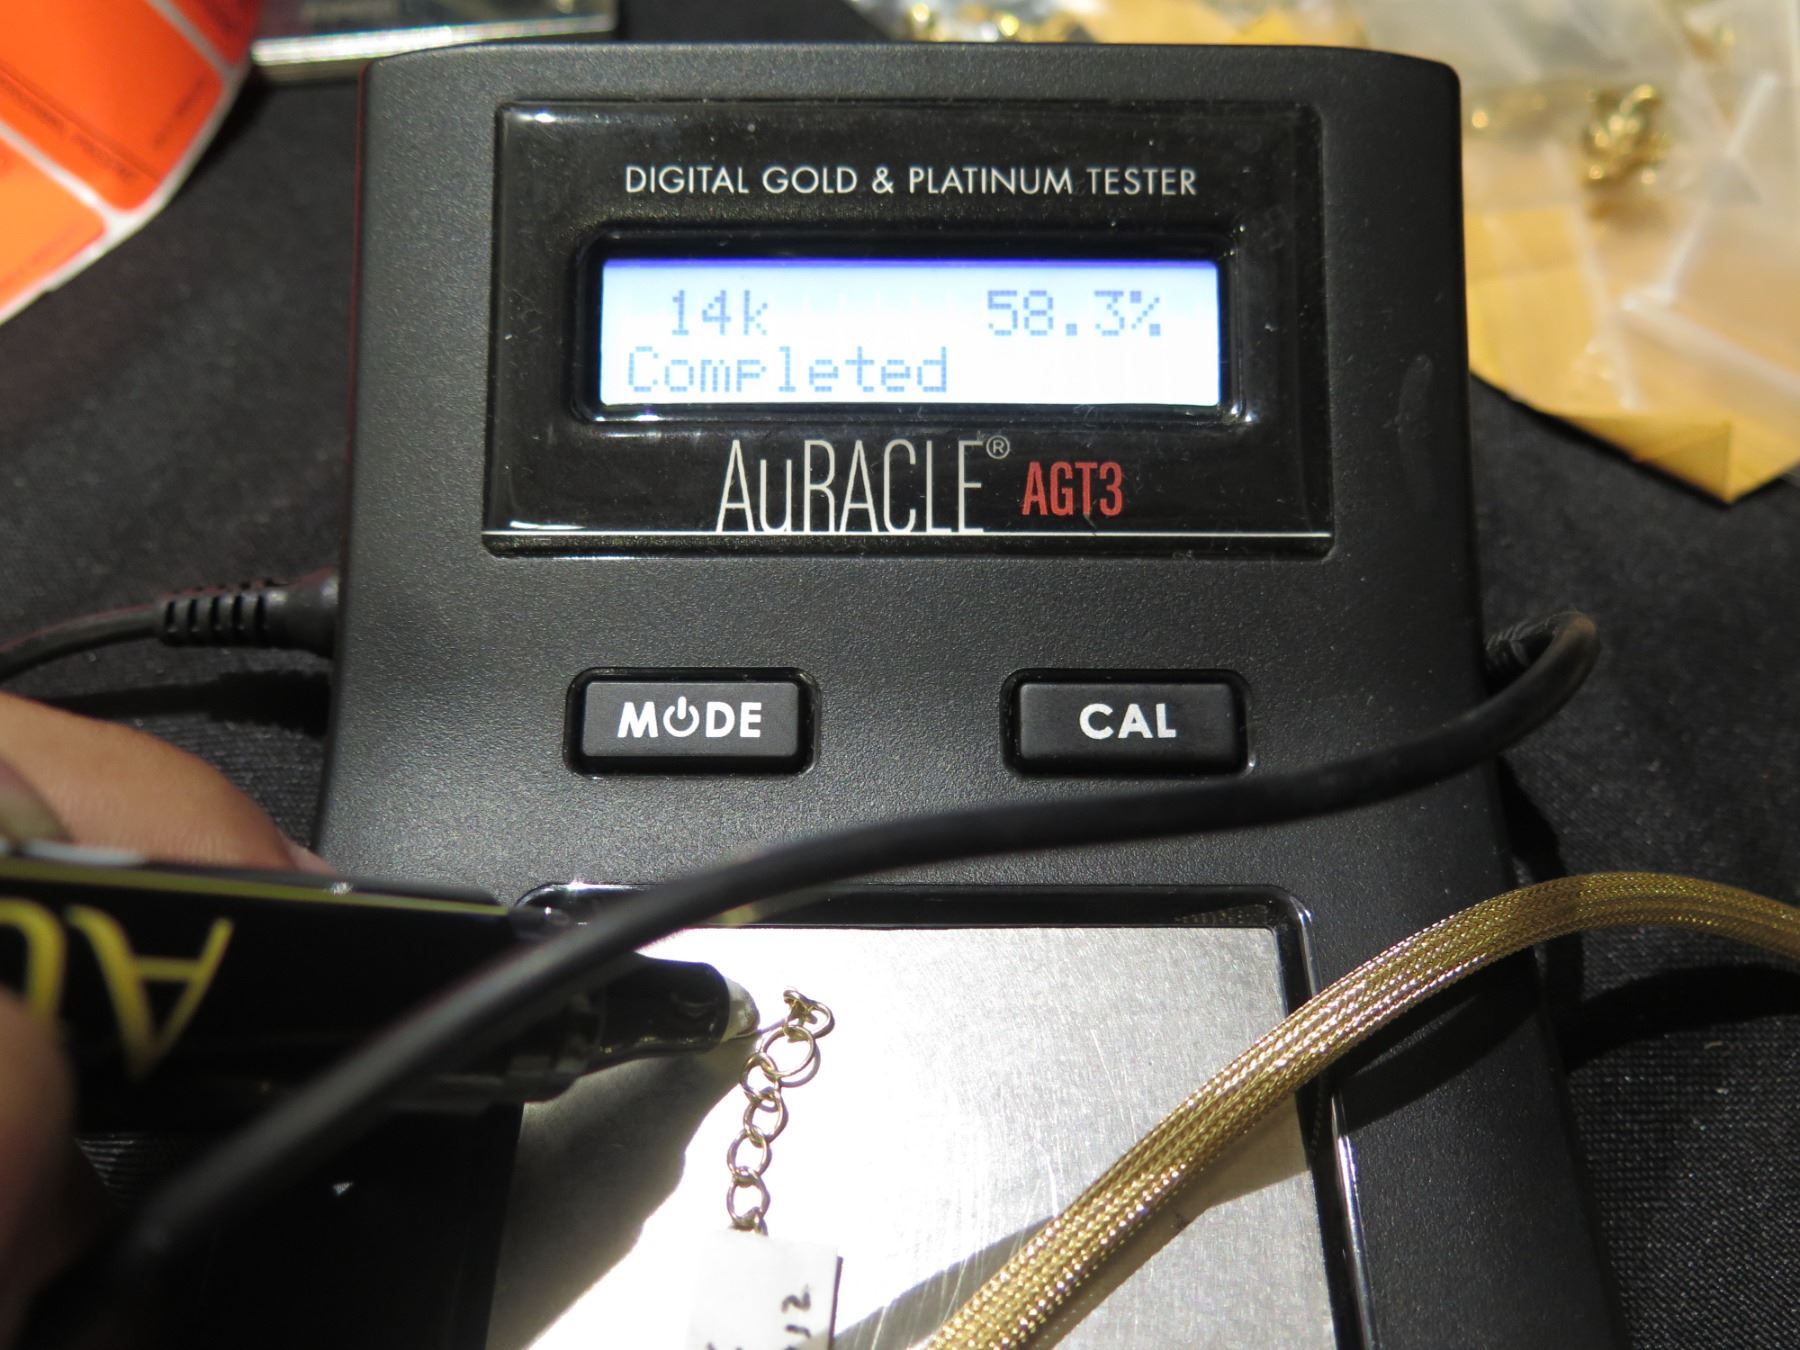 DIGITAL GOLD & PLATINUM TESTER
14k 58.3%
Completed
AuRACLE® AGT3
MODE CAL